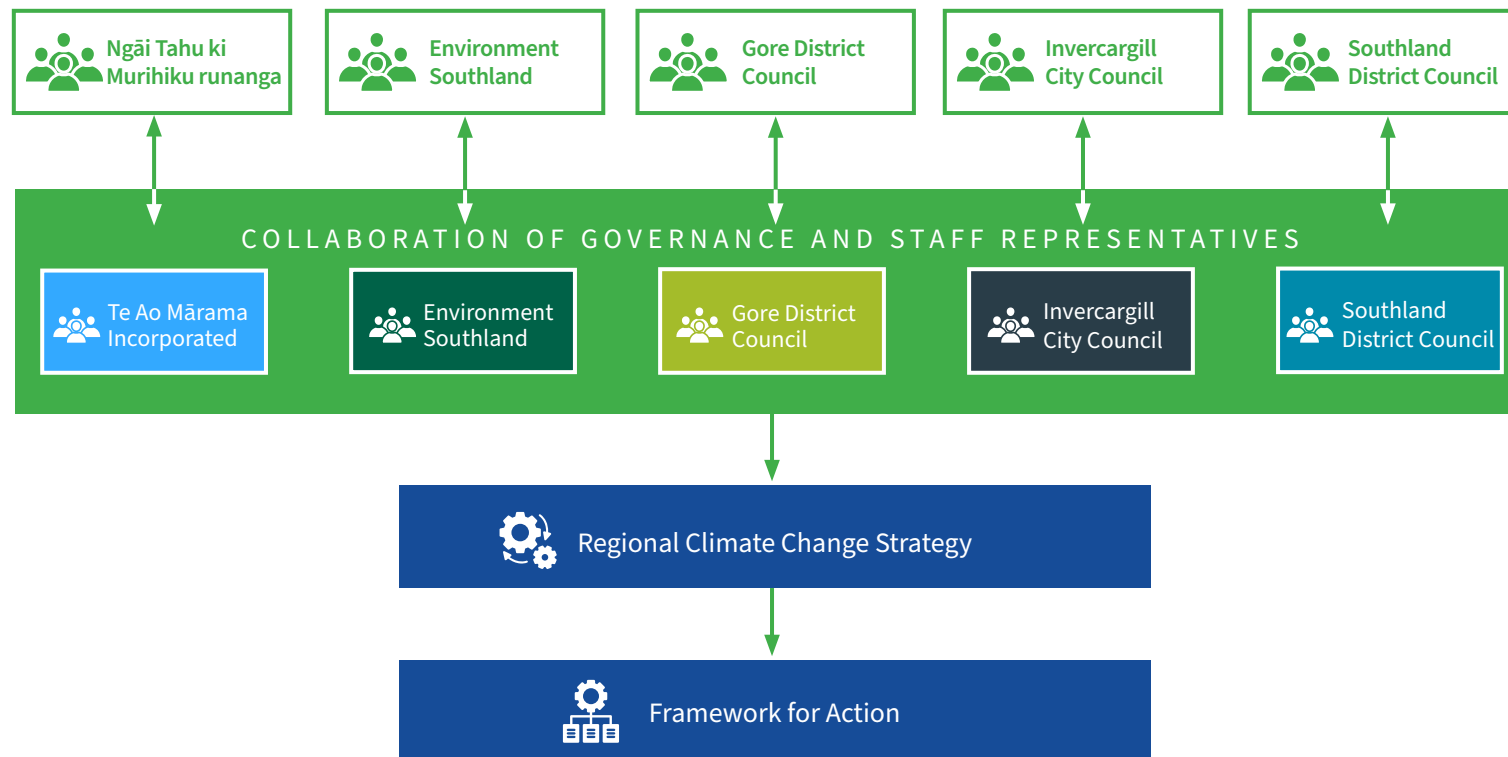 Ngāi Tahu ki
Murihiku runanga
Environment
Southland
Gore District
Council
Invercargill
City Council
Southland
District Council
COLLABORATION OF GOVERNANCE AND STAFF REPRESENTATIVES
Te Ao Mārama
Incorporated
Environment
Southland
Gore District
Council
Invercargill
City Council
Southland
District Council
Regional Climate Change Strategy
Framework for Action